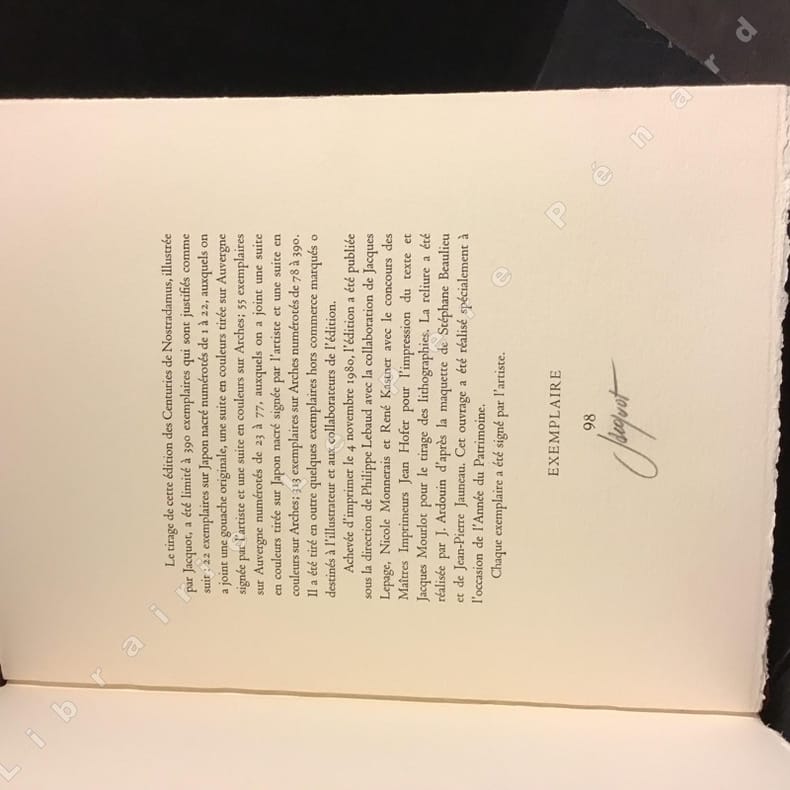 Le tirage de cette édition des Centuries de Nostradamus, illustrée
par Jacquot, a été limité à 390 exemplaires qui sont justifiés comme
suit : 22 exemplaires sur Japon nacré numérotés de 1 à 22, auxquels on
a joint une gouache originale, une suite en couleurs tirée sur Auvergne
signée par l'artiste et une suite en couleurs sur Arches; 55 exemplaires
sur Auvergne numérotés de 23 à 77, auxquels on a joint une suite
en couleurs tirée sur Japon nacré signée par l'artiste et une suite en
couleurs sur Arches; 313 exemplaires sur Arches numérotés de 78 à 390.
Il a été tiré en outre quelques exemplaires hors commerce marqués o
destinés à l'illustrateur et aux collaborateurs de l'édition.
Achevée d'imprimer le 4 novembre 1980, l'édition a été publiée
sous la direction de Philippe Lebaud avec la collaboration de Jacques
Lepage, Nicole Monnerais et René Kastner avec le concours des
Maîtres Imprimeurs Jean Hofer pour l'impression du texte et
Jacques Mourlot pour le tirage des lithographies. La reliure a été
réalisée par J. Ardouin d'après la maquette de Stéphane Beaulieu
et de Jean-Pierre Jauneau. Cet ouvrage a été réalisé spécialement à
l'occasion de l'Année du Patrimoine.
Chaque exemplaire a été signé par l'artiste.
EXEMPLAIRE
98
Jacquot
Librairie Le Père Pénard